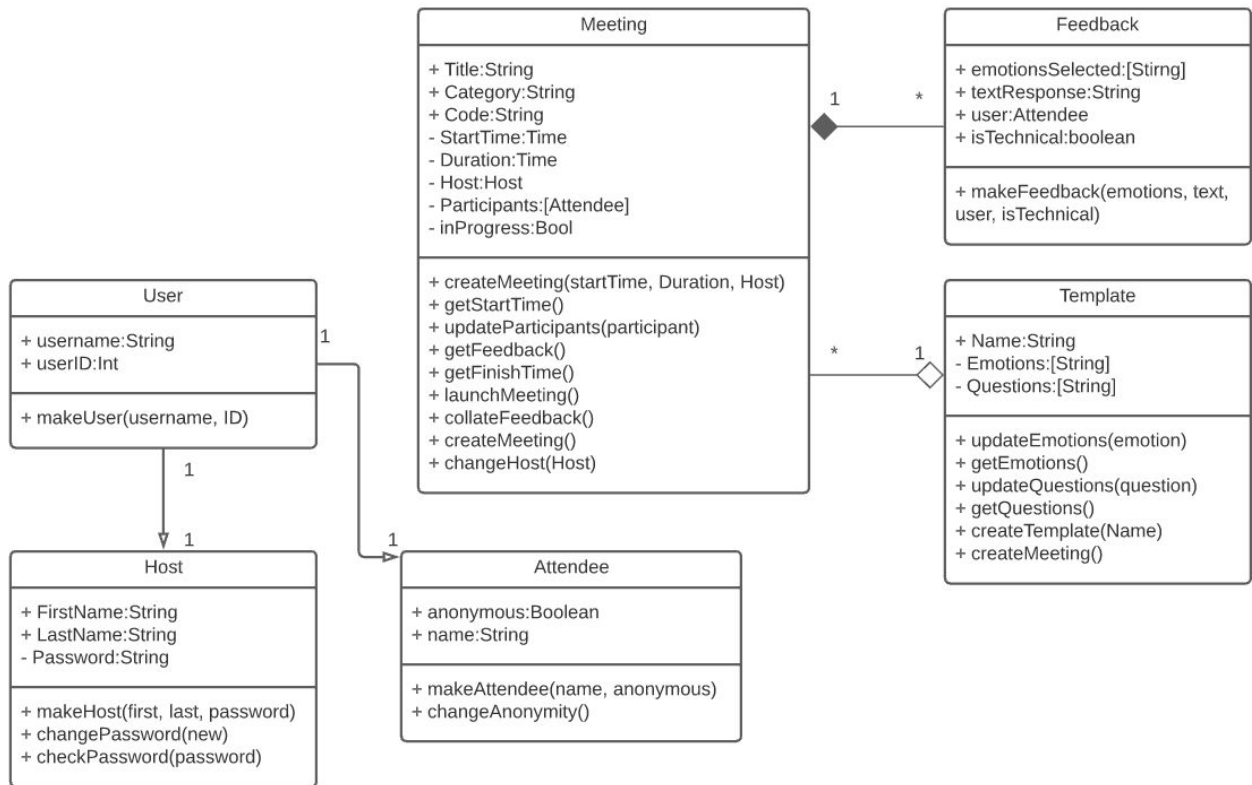 Meeting
+ Title:String
+ Category:String
+ Code:String
- StartTime:Time
- Duration:Time
- Host:Host
- Participants:[Attendee]
- inProgress:Bool
+ createMeeting(startTime, Duration, Host)
+ getStartTime()
+ updateParticipants(participant)
+ getFeedback()
+ getFinishTime()
+ launchMeeting()
+ collateFeedback()
+ createMeeting()
+ changeHost(Host)
1
*
Feedback
+ emotionsSelected:[Stirng]
+ textResponse:String
+ user:Attendee
+ isTechnical:boolean
+ makeFeedback(emotions, text,
user, isTechnical)
*
1
Template
+ Name:String
- Emotions:[String]
- Questions:[String]
+ updateEmotions(emotion)
+ getEmotions()
+ updateQuestions(question)
+ getQuestions()
+ createTemplate(Name)
+ createMeeting()
User
+ username:String
+ userID:Int
+ makeUser(username, ID)
1
1
1
1
Host
+ FirstName:String
+ LastName:String
- Password:String
+ makeHost(first, last, password)
+ changePassword(new)
+ checkPassword(password)
Attendee
+ anonymous:Boolean
+ name:String
+ makeAttendee(name, anonymous)
+ changeAnonymity()